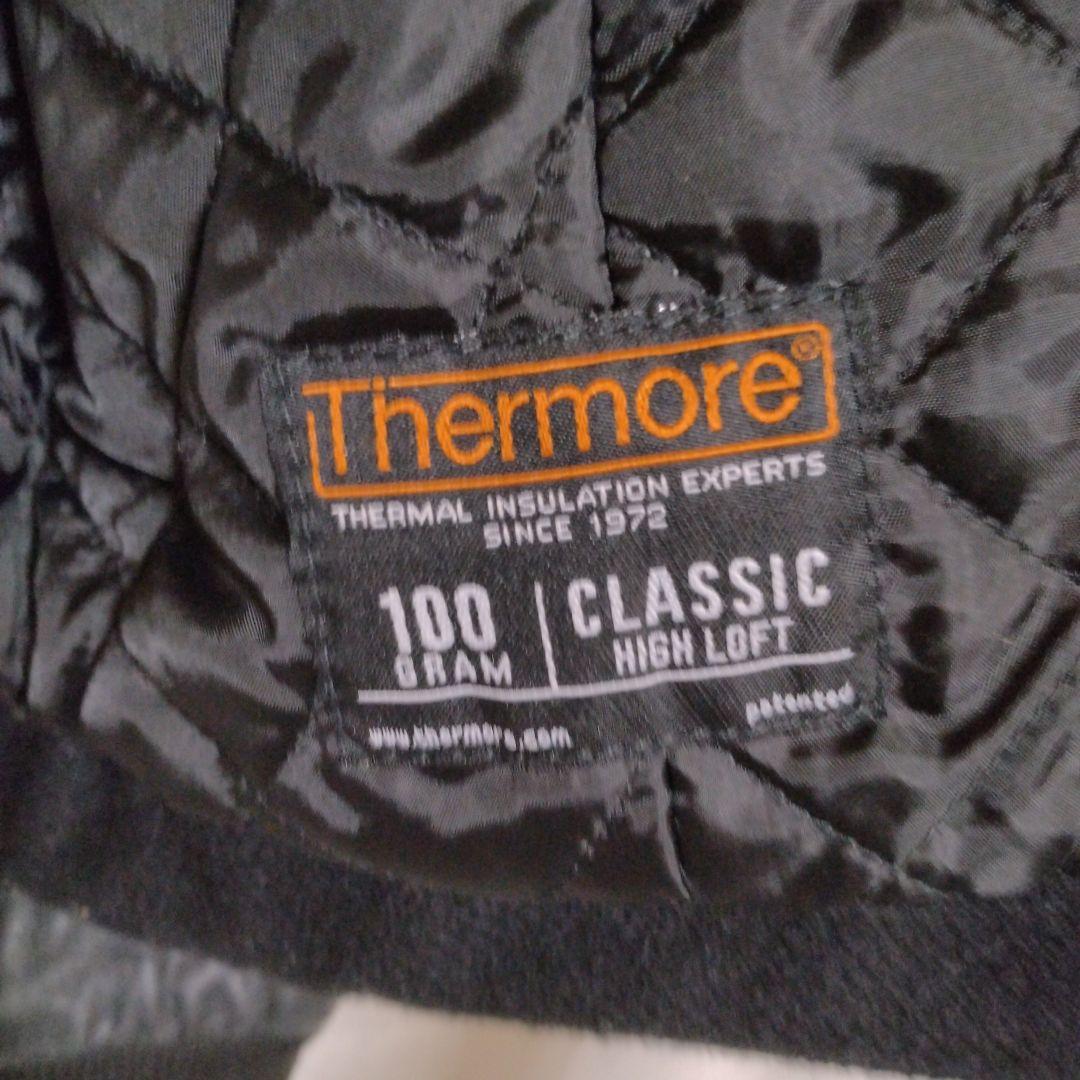 Thermore®
THERMAL INSULATION EXPERTS
SINCE 1972
100
GRAM
CLASSIC
HIGH LOFT
www.thermore.com
patented